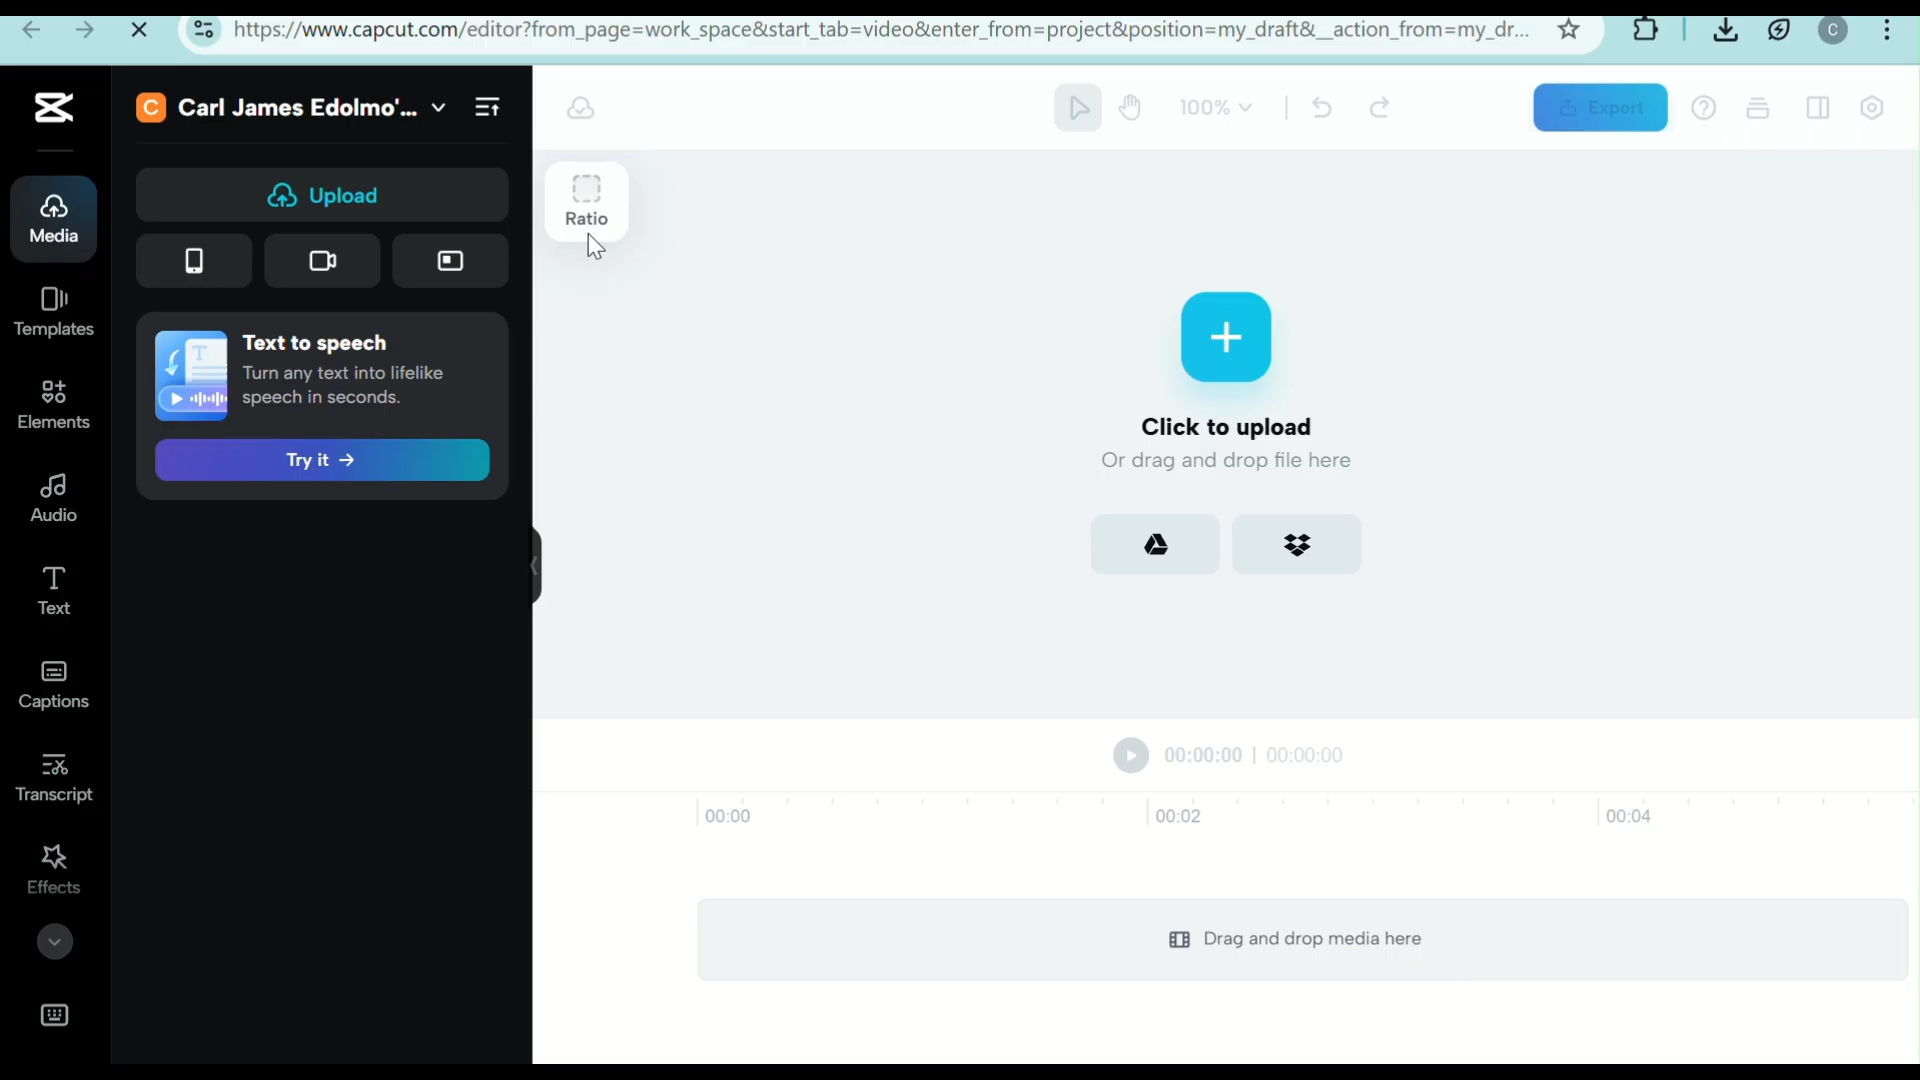 https://www.capcut.com/editor?from_page=work_space&start_tab=video&enter_from=project&position=my_draft&__action_from=my_dr...
C
C Carl James Edolmo'...
100%
Export
Upload
Ratio
Media
Templates
Elements
Audio
Text
Captions
Transcript
Effects
Text to speech
Turn any text into lifelike
speech in seconds.
Try it →
Click to upload
Or drag and drop file here
00:00:00 | 00:00:00
00:00
00:02
00:04
Drag and drop media here